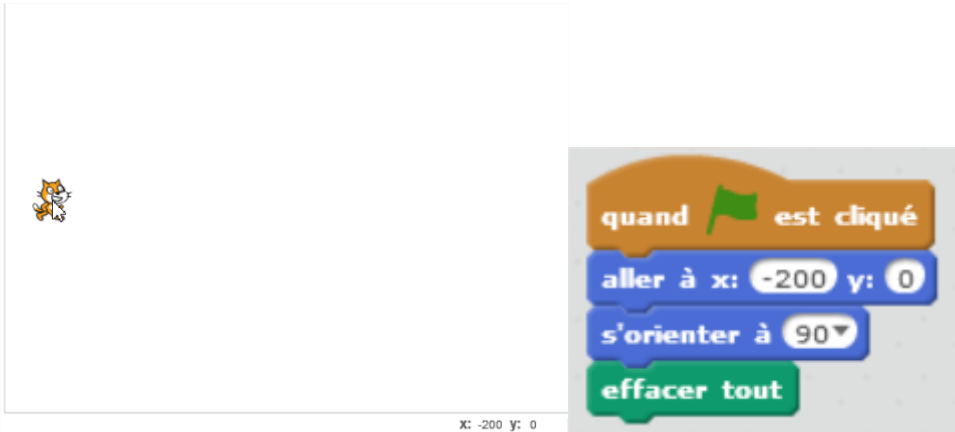 quand est cliqué
aller à x: -200 y: 0
s'orienter à 90
effacer tout
x: -200 y: 0